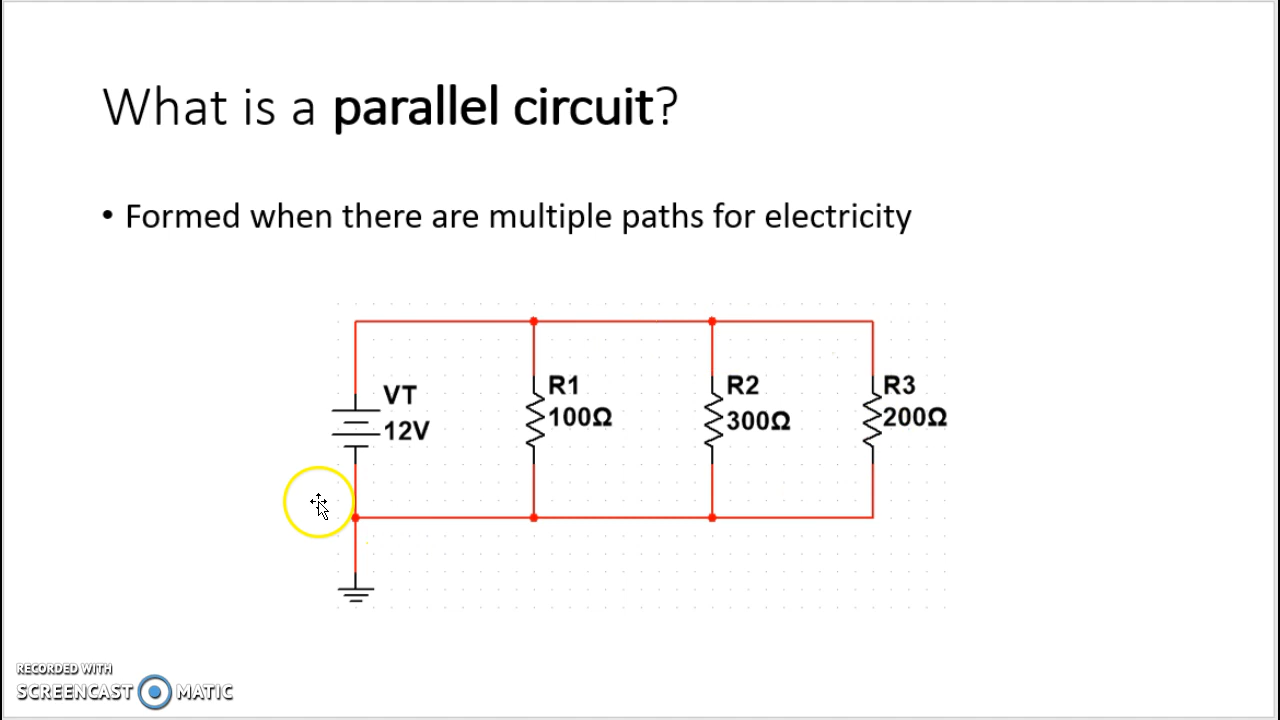 What is a parallel circuit?
• Formed when there are multiple paths for electricity
VT
12V
R1
100Ω
R2
300Ω
R3
200Ω
RECORDED WITH
SCREENCAST MATIC